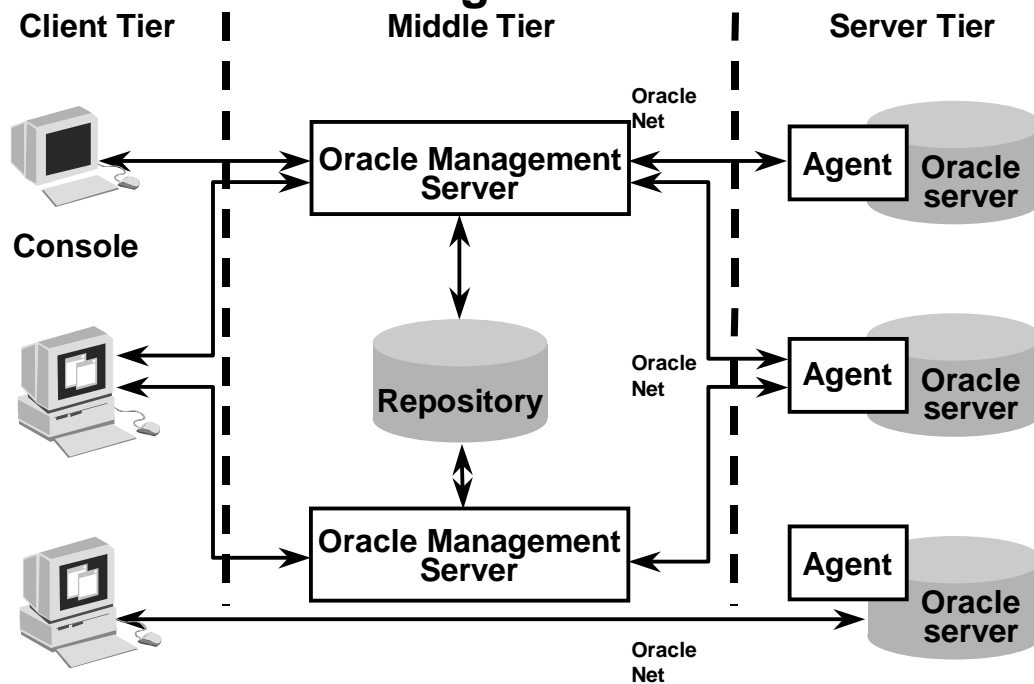 Client Tier
Middle Tier
Server Tier
Oracle
Net
Oracle Management
Server
Agent
Oracle
server
Console
Repository
Oracle
Net
Agent
Oracle
server
Oracle Management
Server
Agent
Oracle
server
Oracle
Net